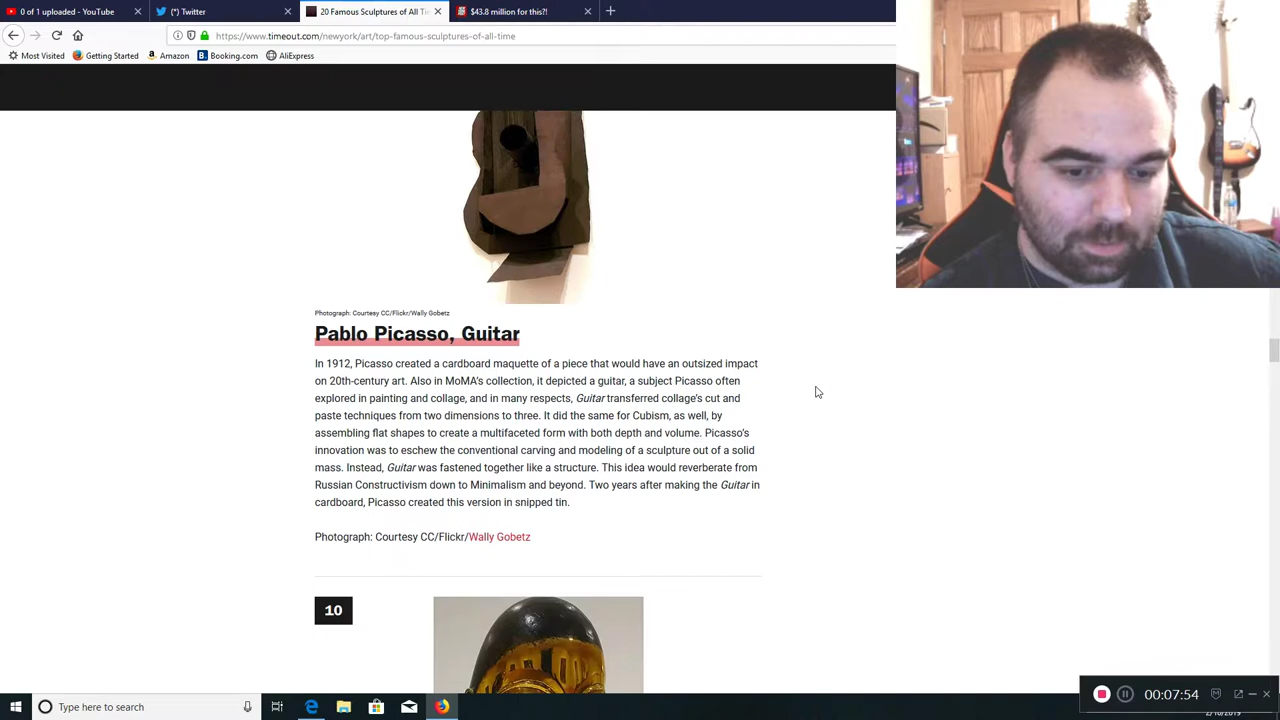 0 of 1 uploaded - YouTube
(*) Twitter
20 Famous Sculptures of All Ti
$43.8 million for this?!
https://www.timeout.com/newyork/art/top-famous-sculptures-of-all-time
Most Visited
Getting Started
Amazon
Booking.com
AliExpress
Photograph: Courtesy CC/Flickr/Wally Gobetz
Pablo Picasso, Guitar
In 1912, Picasso created a cardboard maquette of a piece that would have an outsized impact
on 20th-century art. Also in MoMA's collection, it depicted a guitar, a subject Picasso often
explored in painting and collage, and in many respects, Guitar transferred collage's cut and
paste techniques from two dimensions to three. It did the same for Cubism, as well, by
assembling flat shapes to create a multifaceted form with both depth and volume. Picasso's
innovation was to eschew the conventional carving and modeling of a sculpture out of a solid
mass. Instead, Guitar was fastened together like a structure. This idea would reverberate from
Russian Constructivism down to Minimalism and beyond. Two years after making the Guitar in
cardboard, Picasso created this version in snipped tin.
Photograph: Courtesy CC/Flickr/Wally Gobetz
10
Type here to search
00:07:54